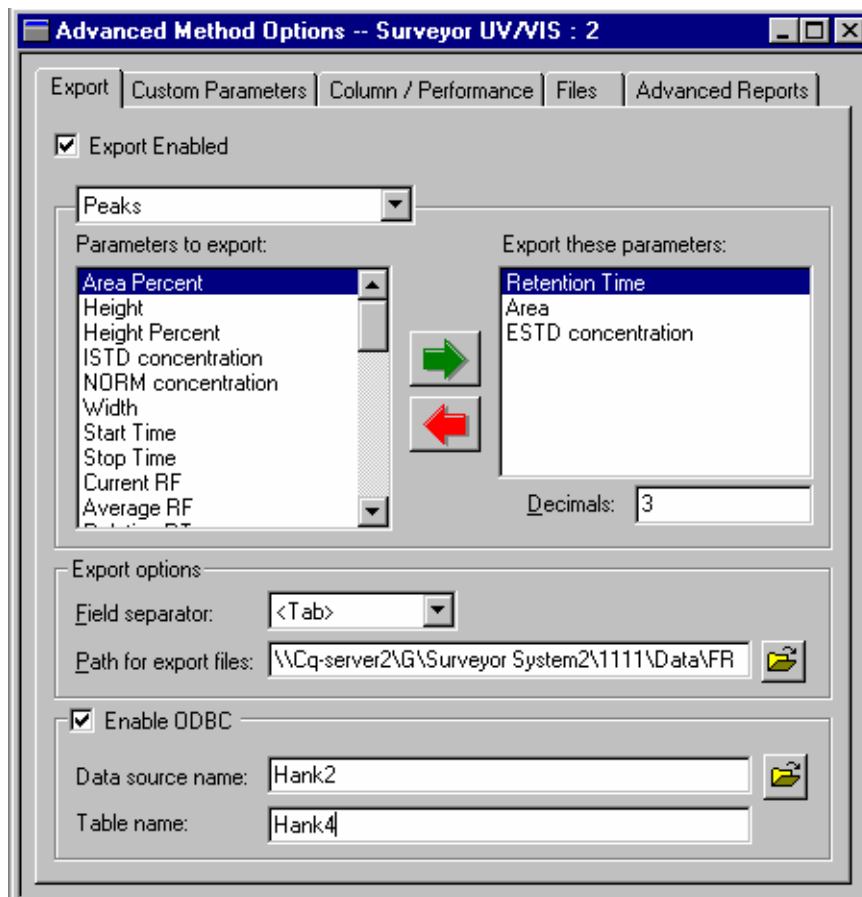 Advanced Method Options -- Surveyor UV/VIS : 2
Export Custom Parameters Column / Performance Files Advanced Reports
Export Enabled
Peaks
Parameters to export:
Area Percent
Height
Height Percent
ISTD concentration
NORM concentration
Width
Start Time
Stop Time
Current RF
Average RF
Export these parameters:
Retention Time
Area
ESTD concentration
Decimals: 3
Export options
Field separator: <Tab>
Path for export files: \\Cq-server2\G\Surveyor System2\1111\Data\FR
Enable ODBC
Data source name: Hank2
Table name: Hank4